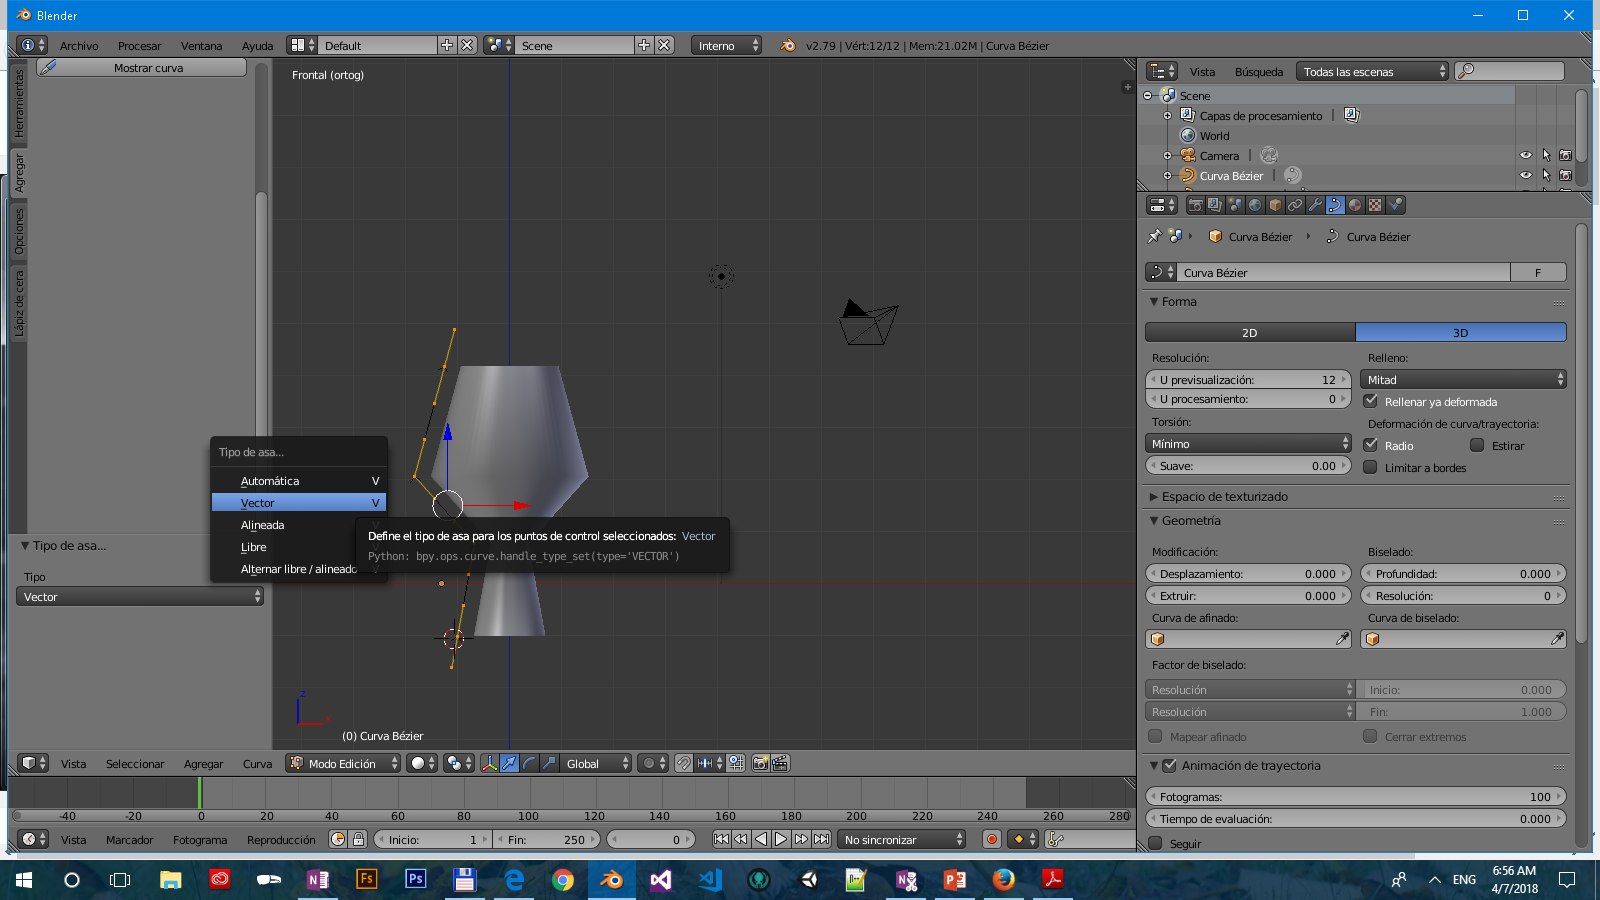 Blender
Archivo Procesar Ventana Ayuda Default Scene Interno v2.79 | Vért:12/12 | Mem:21.02M | Curva Bézier
Mostrar curva
Herramientas
Agregar
Opciones
Lápiz de cera
Frontal (ortog)
Tipo de asa...
Automática V
Vector V
Alineada V
Libre
Alternar libre / alineado V
Define el tipo de asa para los puntos de control seleccionados: Vector
Python: bpy.ops.curve.handle_type_set(type='VECTOR')
Tipo de asa...
Tipo
Vector
z
x
(0) Curva Bézier
Vista Seleccionar Agregar Curva Modo Edición Global
-40 -20 0 20 40 60 80 100 120 140 160 180 200 220 240 260 280
Vista Marcador Fotograma Reproducción Inicio: 1 Fin: 250 0 No sincronizar
Vista Búsqueda Todas las escenas
Scene
Capas de procesamiento |
World
Camera |
Curva Bézier |
Curva Bézier Curva Bézier
Curva Bézier F
Forma
2D 3D
Resolución: Relleno:
U previsualización: 12 Mitad
U procesamiento: 0 Rellenar ya deformada
Torsión: Deformación de curva/trayectoria:
Mínimo Radio Estirar
Suave: 0.00 Limitar a bordes
Espacio de texturizado
Geometría
Modificación: Biselado:
Desplazamiento: 0.000 Profundidad: 0.000
Extruir: 0.000 Resolución: 0
Curva de afinado: Curva de biselado:
Factor de biselado:
Resolución Inicio: 0.000
Resolución Fin: 1.000
Mapear afinado Cerrar extremos
Animación de trayectoria
Fotogramas: 100
Tiempo de evaluación: 0.000
Seguir
N Fs Ps N P ENG 6:56 AM
4/7/2018